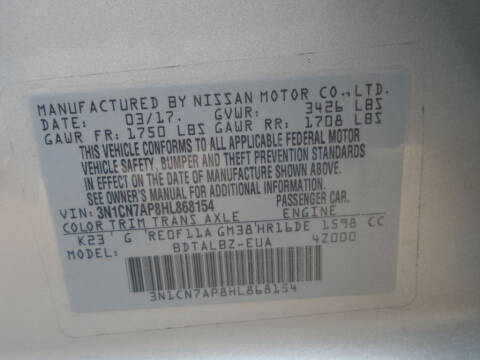 MANUFACTURED BY NISSAN MOTOR CO.,LTD.
DATE: 03/17. GVWR: 3426 LBS
GAWR FR: 1750 LBS GAWR RR: 1708 LBS
THIS VEHICLE CONFORMS TO ALL APPLICABLE FEDERAL MOTOR
VEHICLE SAFETY, BUMPER AND THEFT PREVENTION STANDARDS
IN EFFECT ON THE DATE OF MANUFACTURE SHOWN ABOVE.
SEE OWNER'S MANUAL FOR ADDITIONAL INFORMATION
VIN: 3N1CN7AP8HL868154 PASSENGER CAR.
COLOR TRIM TRANS AXLE ENGINE
K23 G RE0F11A GM38 HR16DE 1598 CC
MODEL BDTALBZ-EUA 4Z000
3N1CN7AP8HL868154